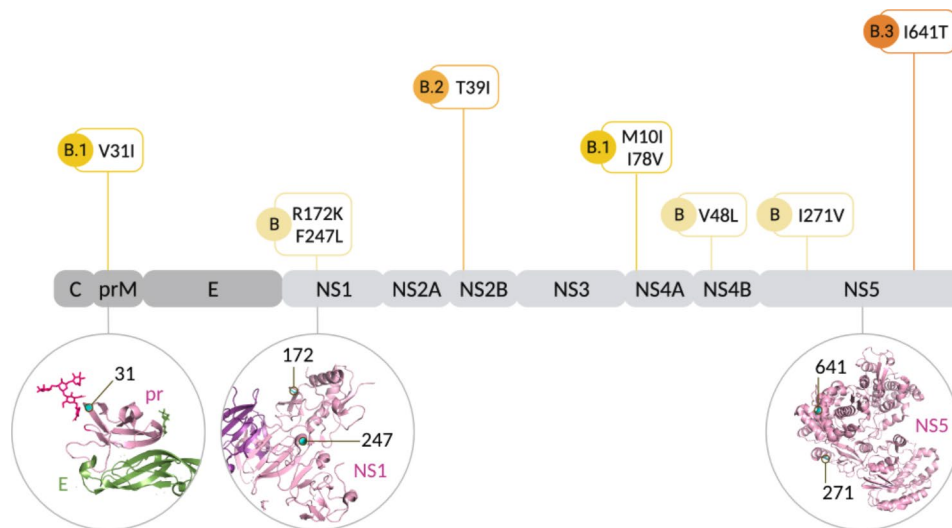 B.3 I641T
B.2 T39I
B.1 V31I
B.1 M10I
I78V
B R172K
F247L
B V48L
B I271V
C prM E NS1 NS2A NS2B NS3 NS4A NS4B NS5
31
pr
E
172
247
NS1
641
NS5
271